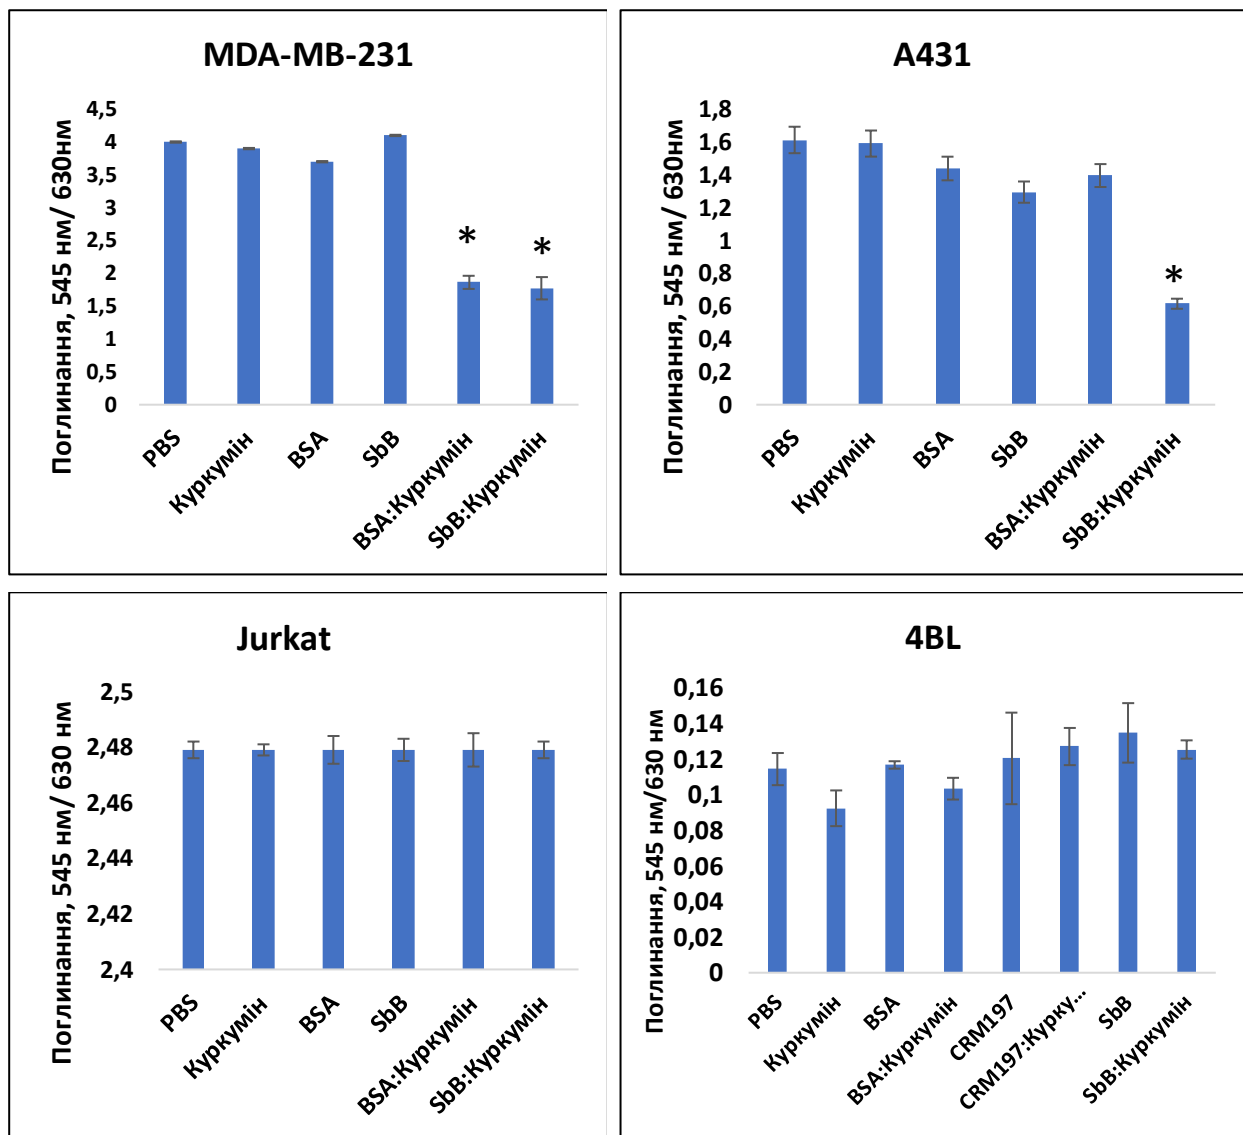 MDA-MB-231
Поглинання, 545 нм/ 630нм
4,5
4
3,5
3
2,5
2
1,5
1
0,5
0
*
*
PBS
Куркумін
BSA
SbB
BSA:Куркумін
SbB:Куркумін
A431
Поглинання, 545 нм/ 630нм
1,8
1,6
1,4
1,2
1
0,8
0,6
0,4
0,2
0
*
PBS
Куркумін
BSA
SbB
BSA:Куркумін
SbB:Куркумін
Jurkat
Поглинання, 545 нм/ 630 нм
2,5
2,48
2,46
2,44
2,42
2,4
PBS
Куркумін
BSA
SbB
BSA:Куркумін
SbB:Куркумін
4BL
Поглинання, 545 нм/630 нм
0,16
0,14
0,12
0,1
0,08
0,06
0,04
0,02
0
PBS
Куркумін
BSA
BSA:Куркумін
CRM197
CRM197:Курку...
SbB
SbB:Куркумін